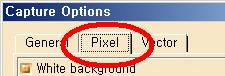 Capture Options
General Pixel Vector
White background